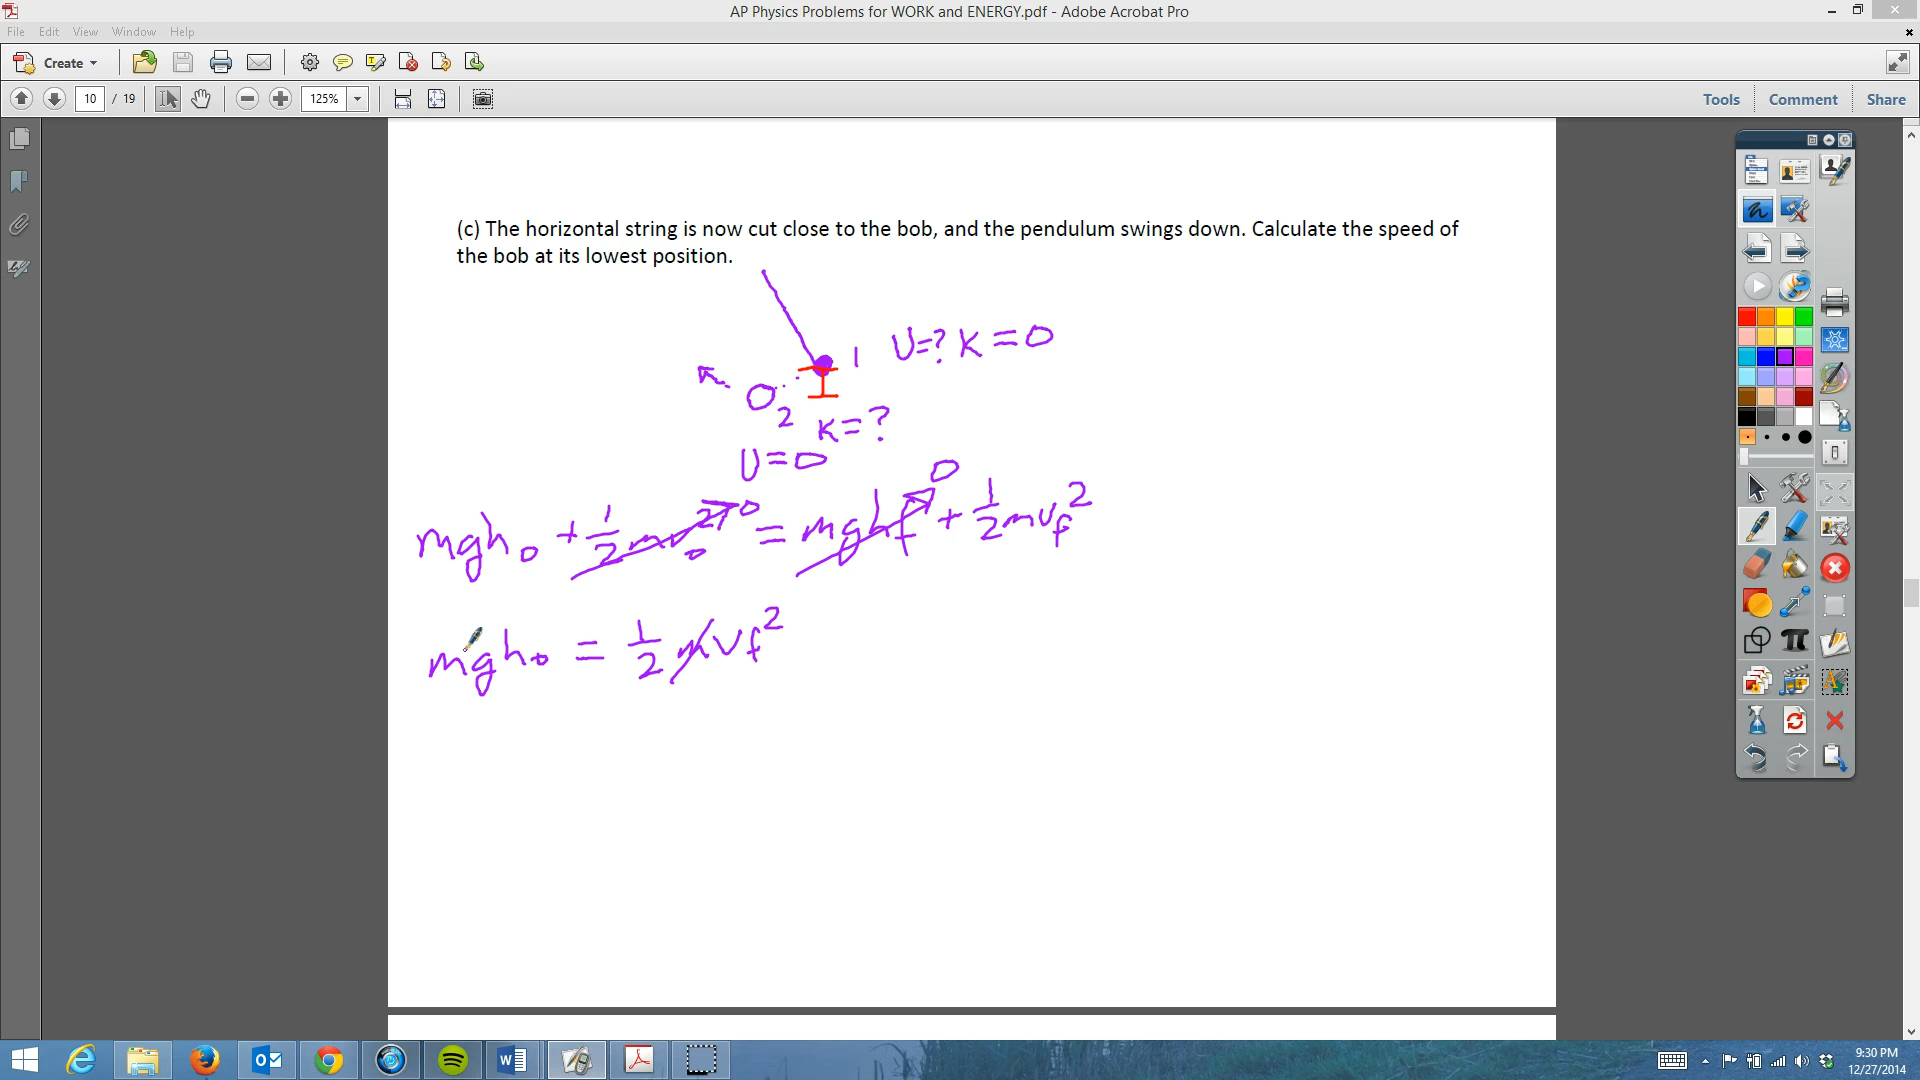 AP Physics Problems for WORK and ENERGY.pdf - Adobe Acrobat Pro
File Edit View Window Help
Create
10 / 19 125% Tools Comment Share
(c) The horizontal string is now cut close to the bob, and the pendulum swings down. Calculate the speed of
the bob at its lowest position.
1 U=? K=0
2 K=?
U=0
mgh₀ + ½mv₀² → 0 = mghf → 0 + ½mvf²
mgh₀ = ½mvf²
9:30 PM
12/27/2014